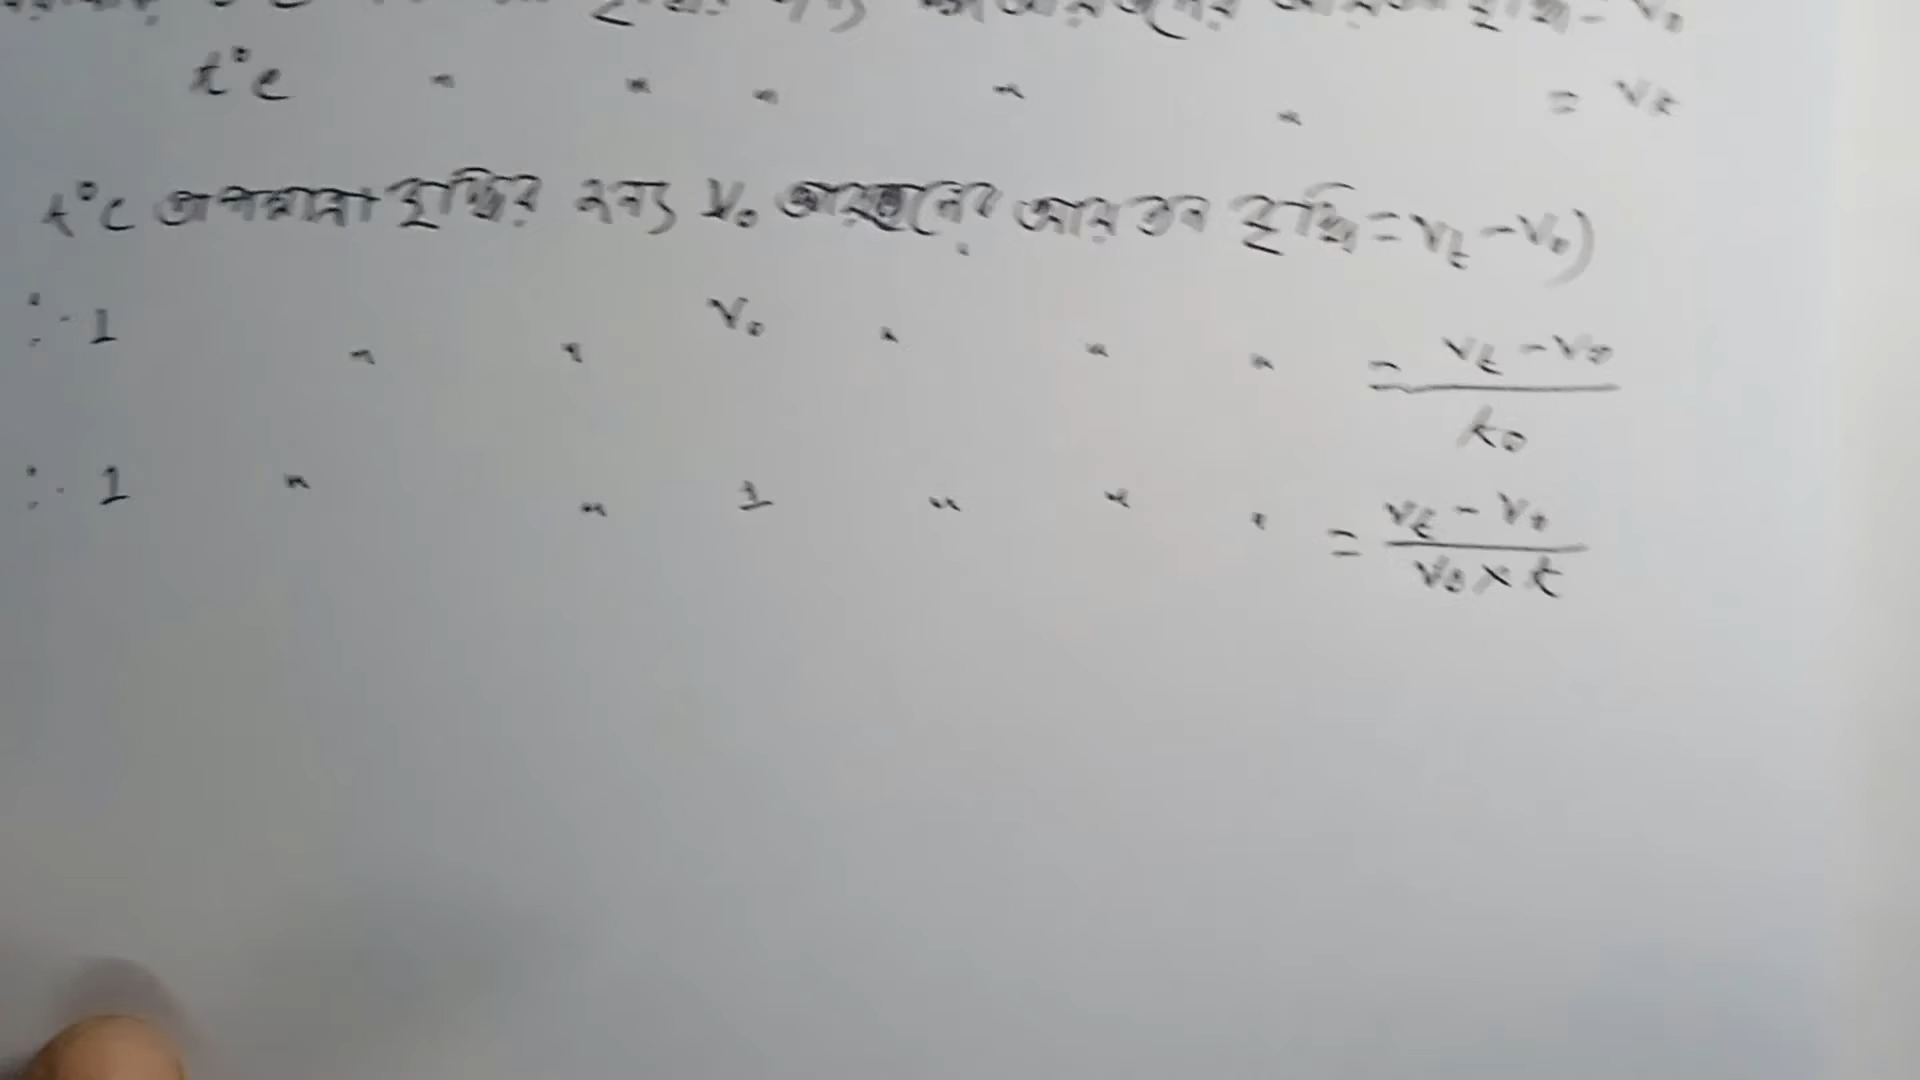 t°c " " " " " = Vt
t°c তাপমাত্রা বৃদ্ধির জন্য V₀ আয়তনের আয়তন বৃদ্ধি = Vt - V₀)
∴ 1 " " V₀ " " " = Vt - V₀ / t₀
∴ 1 " " 1 " " " = Vt - V₀ / V₀ × t